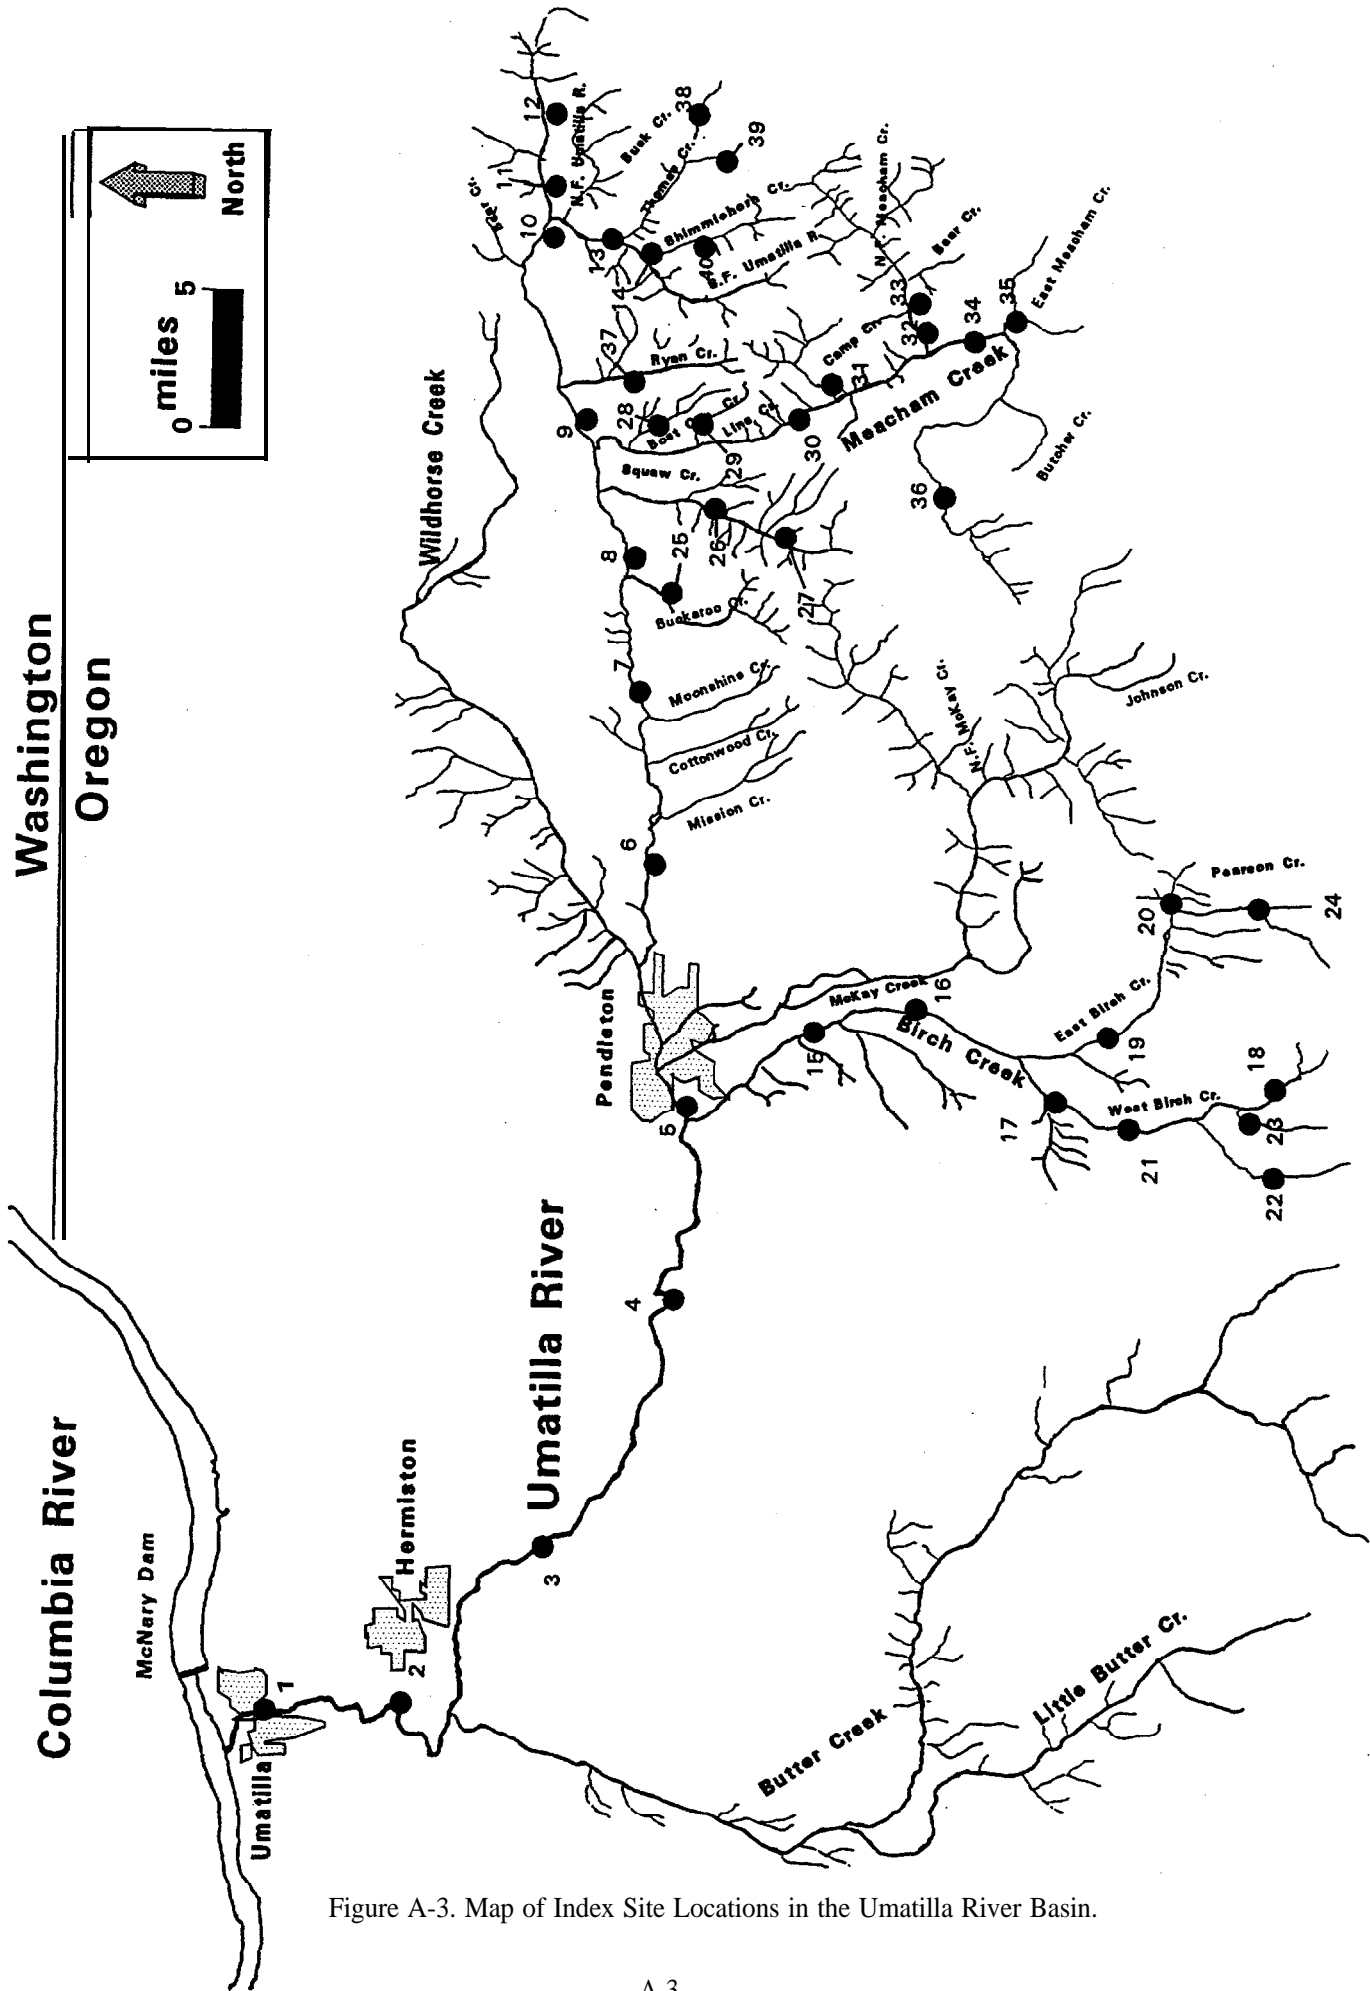 Washington
Oregon
North
0 miles 5
Columbia River
McNary Dam
Umatilla
Hermiston
Umatilla River
Pendleton
Wildhorse Creek
Bear Cr.
N.F. Umatilla R.
Buck Cr.
Thomas Cr.
Shimmiehorn Cr.
S.F. Umatilla R.
Ryan Cr.
N.F. Meacham Cr.
Bear Cr.
Camp Cr.
East Meacham Cr.
Meacham Creek
Butcher Cr.
Boston Cr.
Line Cr.
Squaw Cr.
Buckaroo Cr.
Moonshine Cr.
Cottonwood Cr.
Mission Cr.
N.F. McKay Cr.
Johnson Cr.
McKay Creek
Birch Creek
East Birch Cr.
West Birch Cr.
Pearson Cr.
Butter Creek
Little Butter Cr.
1
2
3
4
5
6
7
8
9
10
11
12
13
14
15
16
17
18
19
20
21
22
23
24
25
26
27
28
29
30
31
32
33
34
35
36
37
38
39
40
Figure A-3. Map of Index Site Locations in the Umatilla River Basin.
A-3